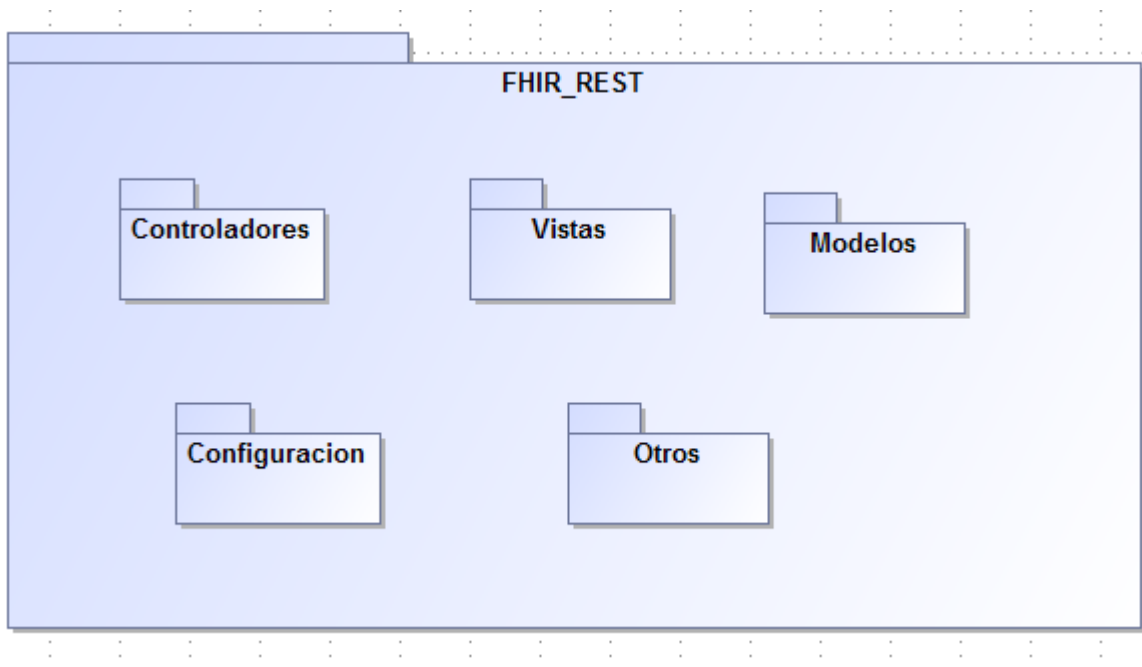 FHIR_REST
Controladores
Vistas
Modelos
Configuracion
Otros